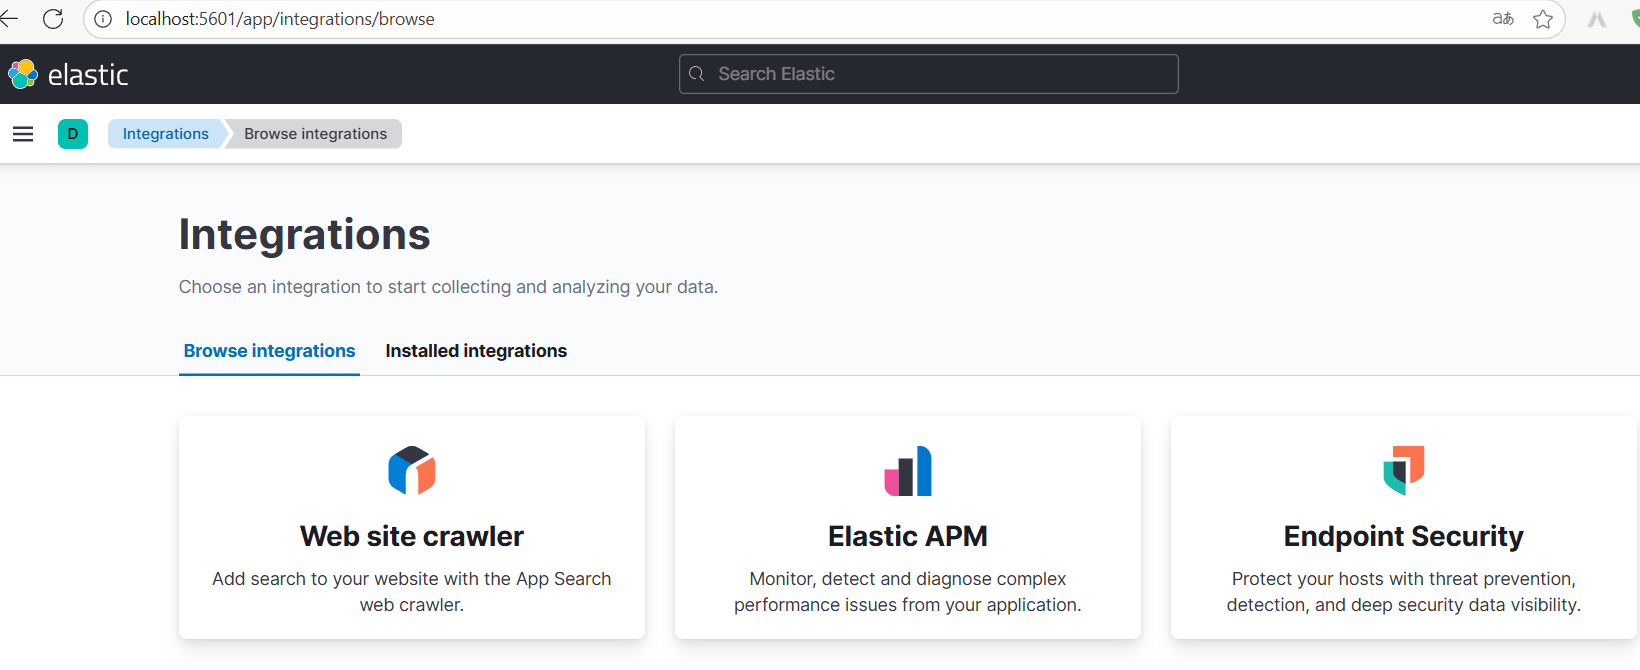 localhost:5601/app/integrations/browse
aあ
elastic
Search Elastic
D
Integrations
Browse integrations
Integrations
Choose an integration to start collecting and analyzing your data.
Browse integrations
Installed integrations
Web site crawler
Add search to your website with the App Search
web crawler.
Elastic APM
Monitor, detect and diagnose complex
performance issues from your application.
Endpoint Security
Protect your hosts with threat prevention,
detection, and deep security data visibility.